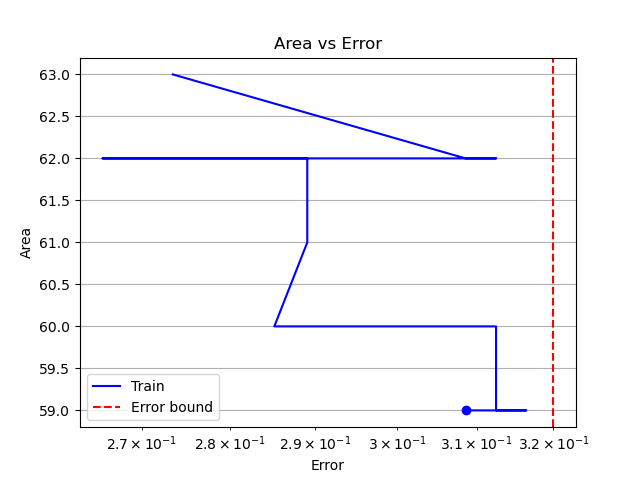 Area vs Error
63.0
62.5
62.0
61.5
61.0
60.5
60.0
59.5
59.0
Area
Train
Error bound
2.7 × 10⁻¹ 2.8 × 10⁻¹ 2.9 × 10⁻¹ 3 × 10⁻¹ 3.1 × 10⁻¹ 3.2 × 10⁻¹
Error